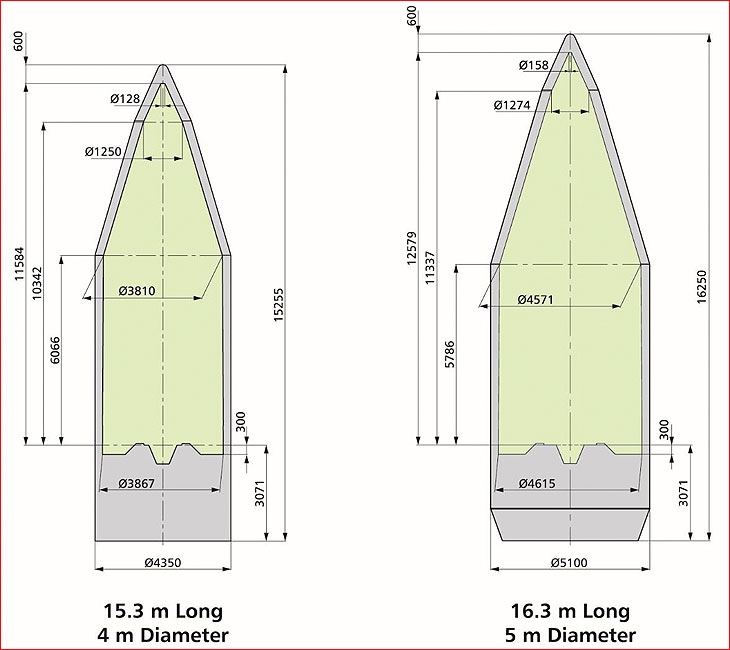 600
Ø128
Ø1250
11584
10342
6066
Ø3810
15255
300
Ø3867
3071
Ø4350
15.3 m Long
4 m Diameter
600
Ø158
Ø1274
12579
11337
5786
Ø4571
16250
300
Ø4615
3071
Ø5100
16.3 m Long
5 m Diameter